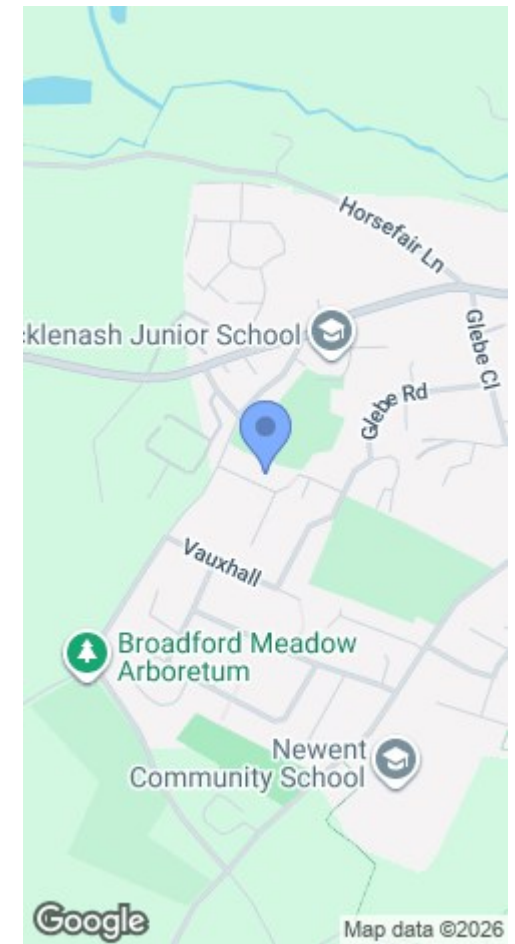 Horsefair Ln
cklenash Junior School
Glebe Cl
Glebe Rd
Vauxhall
Broadford Meadow
Arboretum
Newent
Community School
Google
Map data ©2026